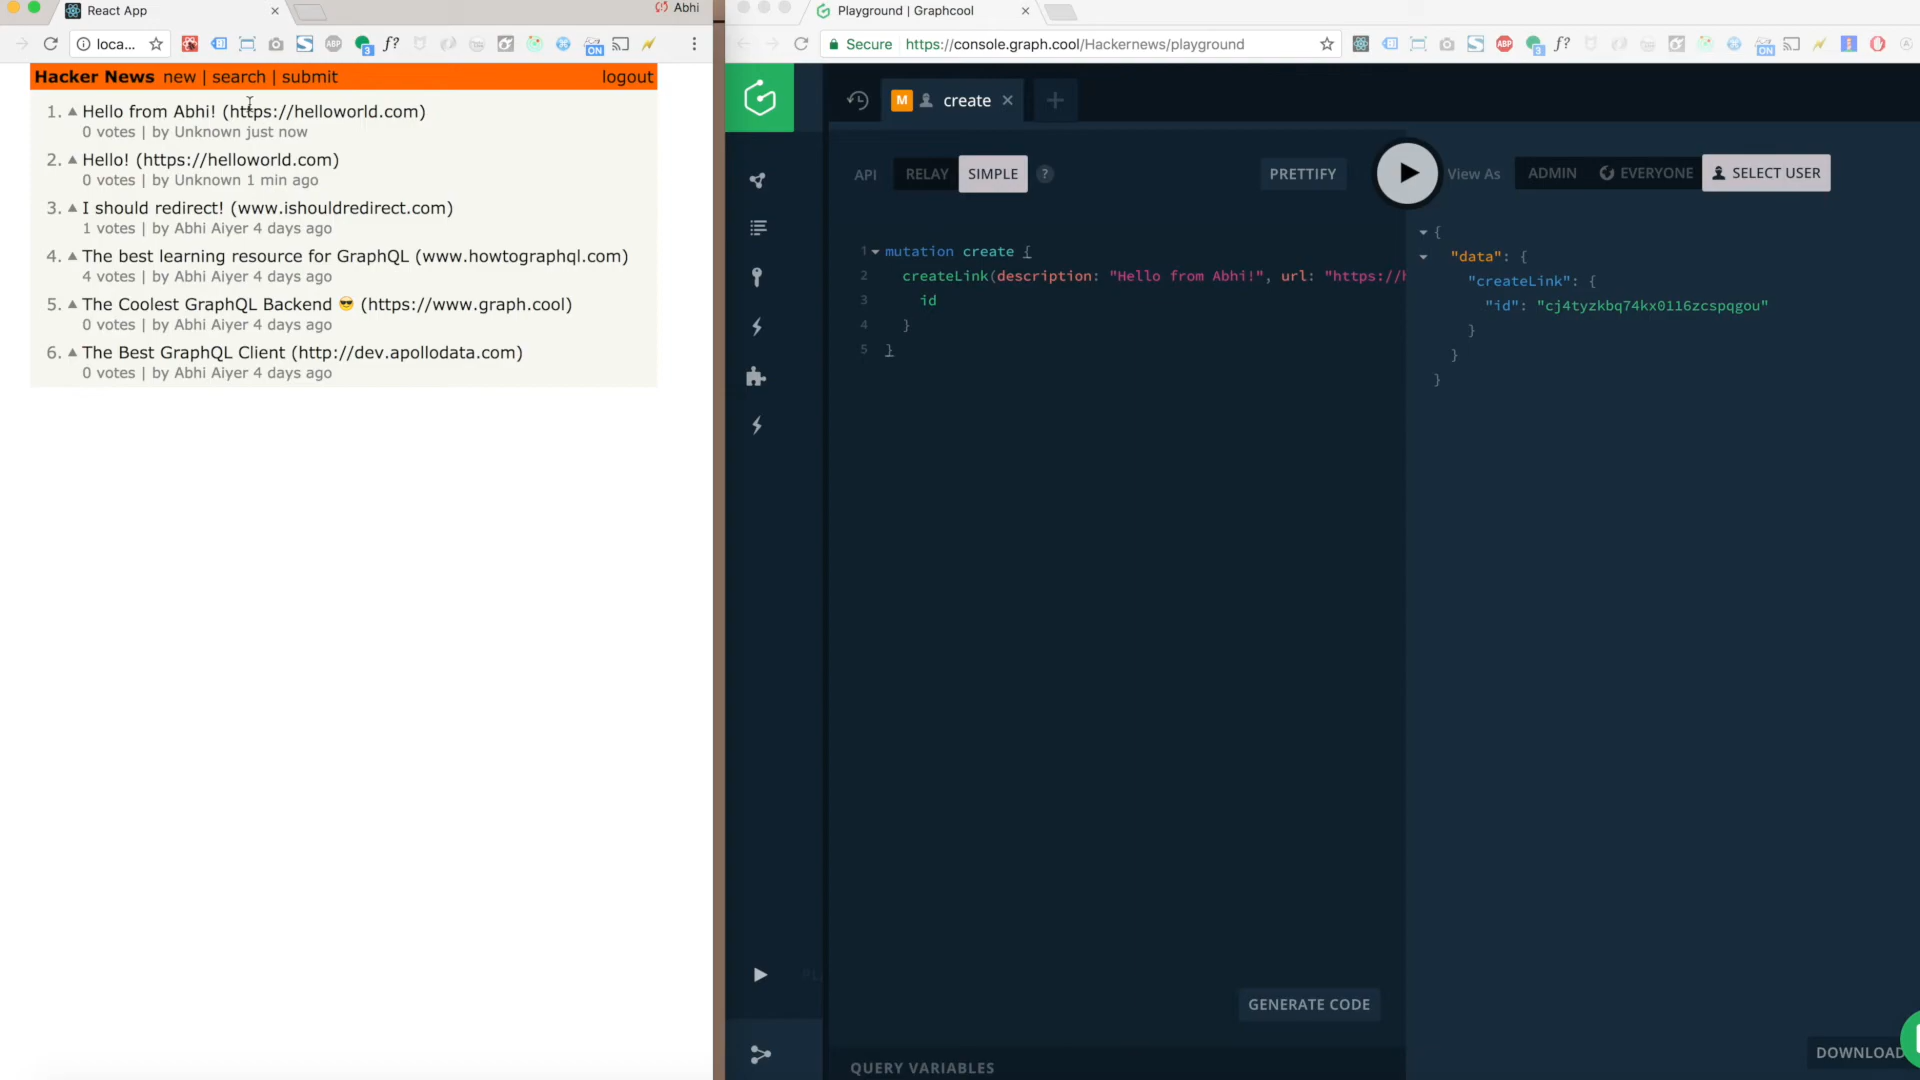 React App
Abhi
loca...
Hacker News new | search | submit
logout
1. ▲ Hello from Abhi! (https://helloworld.com)
0 votes | by Unknown just now
2. ▲ Hello! (https://helloworld.com)
0 votes | by Unknown 1 min ago
3. ▲ I should redirect! (www.ishouldredirect.com)
1 votes | by Abhi Aiyer 4 days ago
4. ▲ The best learning resource for GraphQL (www.howtographql.com)
4 votes | by Abhi Aiyer 4 days ago
5. ▲ The Coolest GraphQL Backend 😎 (https://www.graph.cool)
0 votes | by Abhi Aiyer 4 days ago
6. ▲ The Best GraphQL Client (http://dev.apollodata.com)
0 votes | by Abhi Aiyer 4 days ago
Playground | Graphcool
Secure https://console.graph.cool/Hackernews/playground
M create
API RELAY SIMPLE ?
PRETTIFY
View As ADMIN EVERYONE SELECT USER
1 mutation create {
2 createLink(description: "Hello from Abhi!", url: "https://h
3 id
4 }
5 }
{
"data": {
"createLink": {
"id": "cj4tyzkbq74kx0116zcspqgou"
}
}
}
GENERATE CODE
QUERY VARIABLES
DOWNLOAD